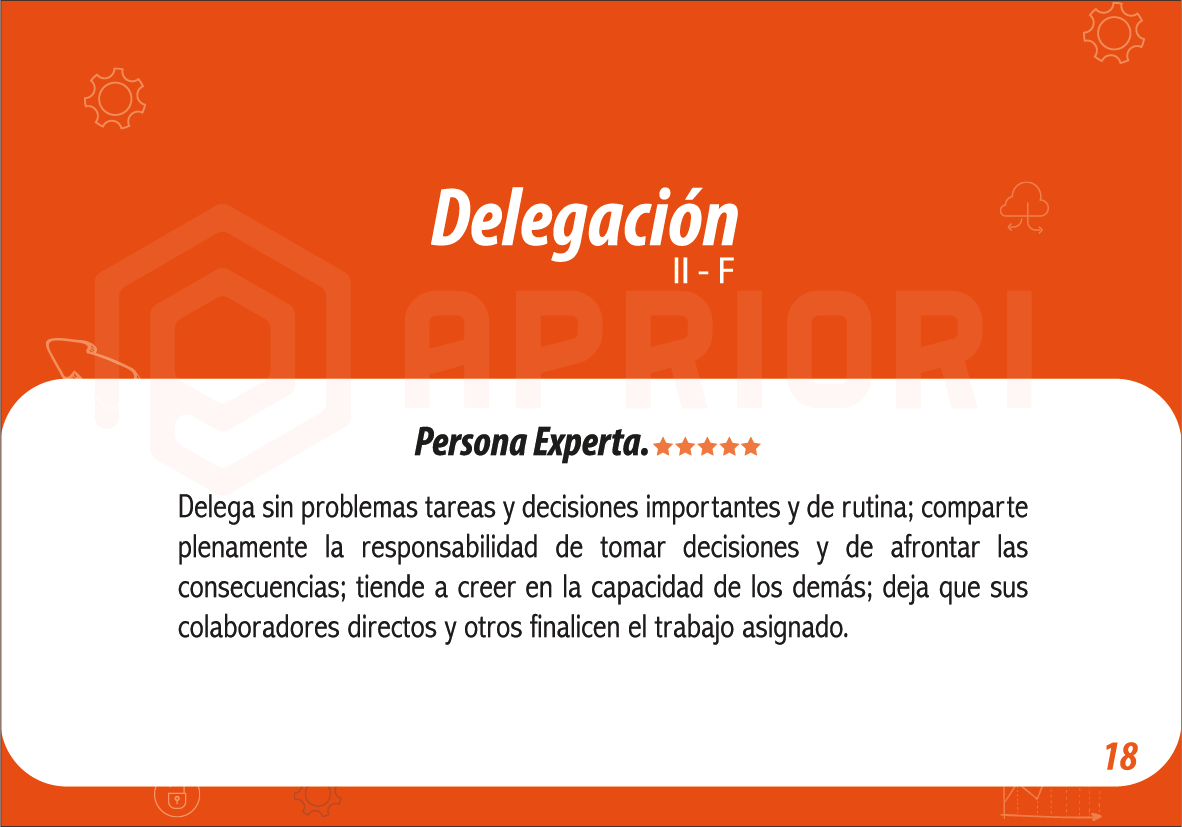 Delegación
II - F
APRIORI
Persona Experta.
Delega sin problemas tareas y decisiones importantes y de rutina; comparte
plenamente la responsabilidad de tomar decisiones y de afrontar las
consecuencias; tiende a creer en la capacidad de los demás; deja que sus
colaboradores directos y otros finalicen el trabajo asignado.
18